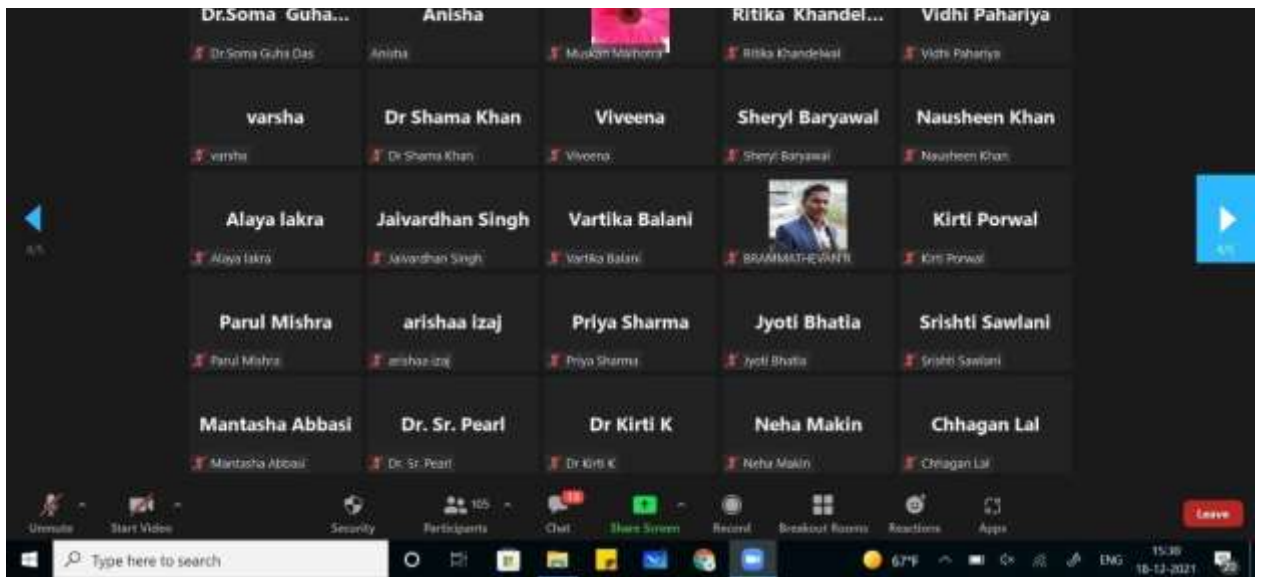 Dr.Soma Guha... Anisha Ritika Khandel... Vidhi Pahariya
Dr.Soma Guha Das Anisha Muskan Ritika Khandelwal Vidhi Pahariya
varsha Dr Shama Khan Viveena Sheryl Baryawal Nausheen Khan
varsha Dr Shama Khan Viveena Sheryl Baryawal Nausheen Khan
Alaya lakra Jaivardhan Singh Vartika Balani Kirti Porwal
Alaya lakra Jaivardhan Singh Vartika Balani BRAMMATHEVAN R Kirti Porwal
Parul Mishra arishaa izaj Priya Sharma Jyoti Bhatia Srishti Sawlani
Parul Mishra arishaa izaj Priya Sharma Jyoti Bhatia Srishti Sawlani
Mantasha Abbasi Dr. Sr. Pearl Dr Kirti K Neha Makin Chhagan Lal
Mantasha Abbasi Dr. Sr. Pearl Dr Kirti K Neha Makin Chhagan Lal
Unmute Start Video Security Participants 105 Chat Share Screen Record Breakout Rooms Reactions Apps Leave
Type here to search 67°F ENG 15:30
18-12-2021 20